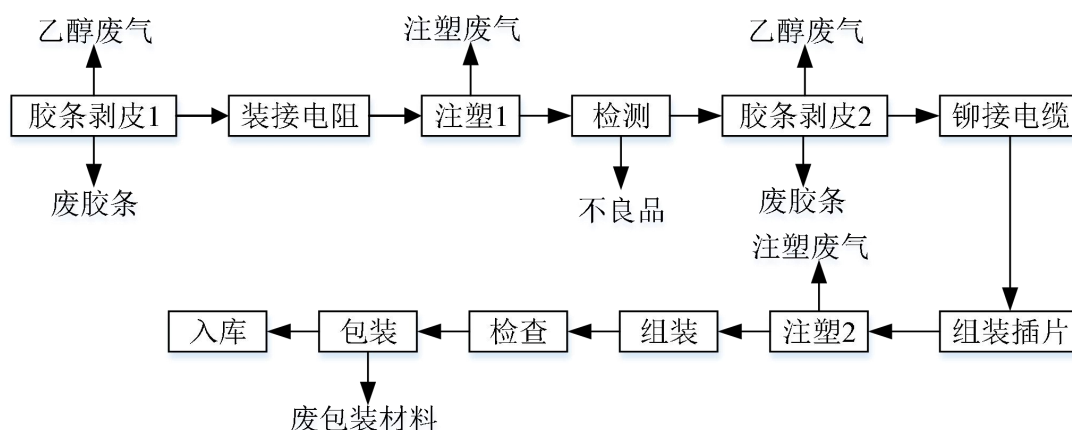 乙醇废气
注塑废气
乙醇废气
胶条剥皮1
装接电阻
注塑1
检测
胶条剥皮2
铆接电缆
废胶条
不良品
废胶条
注塑废气
入库
包装
检查
组装
注塑2
组装插片
废包装材料